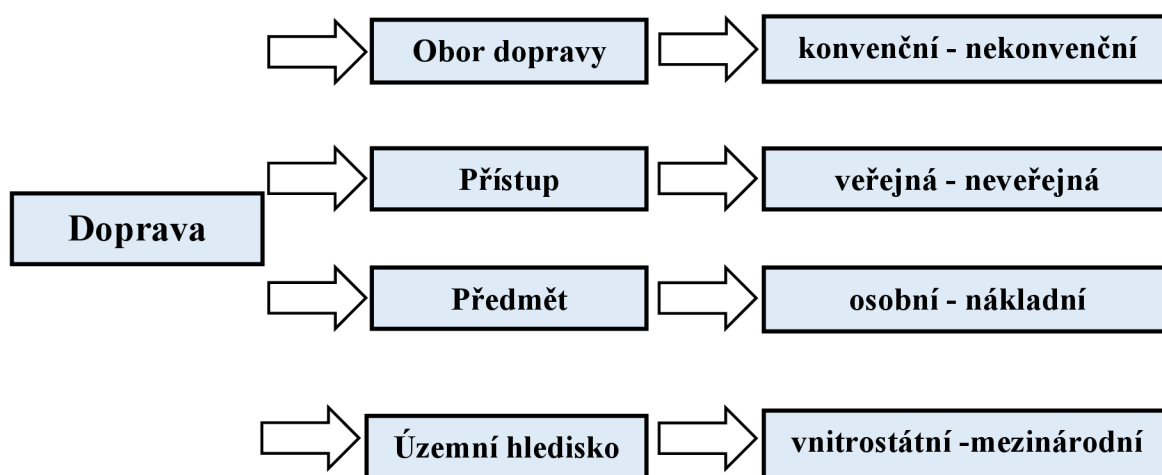 Obor dopravy
konvenční - nekonvenční
Přístup
veřejná - neveřejná
Doprava
Předmět
osobní - nákladní
Územní hledisko
vnitrostátní -mezinárodní